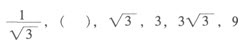 1/√3, ( ), √3, 3, 3√3, 9